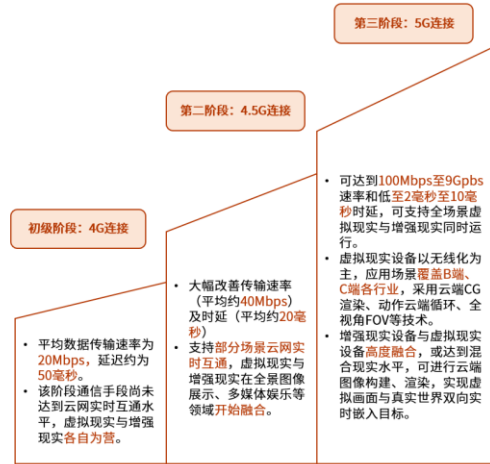 第三阶段：5G连接
第二阶段：4.5G连接
初级阶段：4G连接
• 可达到100Mbps至9Gpbs
速率和低至2毫秒至10毫
秒时延，可支持全场景虚
拟现实与增强现实同时运
行。
• 虚拟现实设备以无线化为
主，应用场景覆盖B端、
C端各行业，采用云端CG
渲染、动作云端循环、全
视角FOV等技术。
• 增强现实设备与虚拟现实
设备高度融合，或达到混
合现实水平，可进行云端
图像构建、渲染，实现虚
拟画面与真实世界双向实
时嵌入目标。
• 大幅改善传输速率
（平均约40Mbps）
及时延（平均约20毫
秒）
• 支持部分场景云网实
时互通，虚拟现实与
增强现实在全景图像
展示、多媒体娱乐等
领域开始融合。
• 平均数据传输速率为
20Mbps，延迟约为
50毫秒。
• 该阶段通信手段尚未
达到云网实时互通水
平，虚拟现实与增强
现实各自为营。